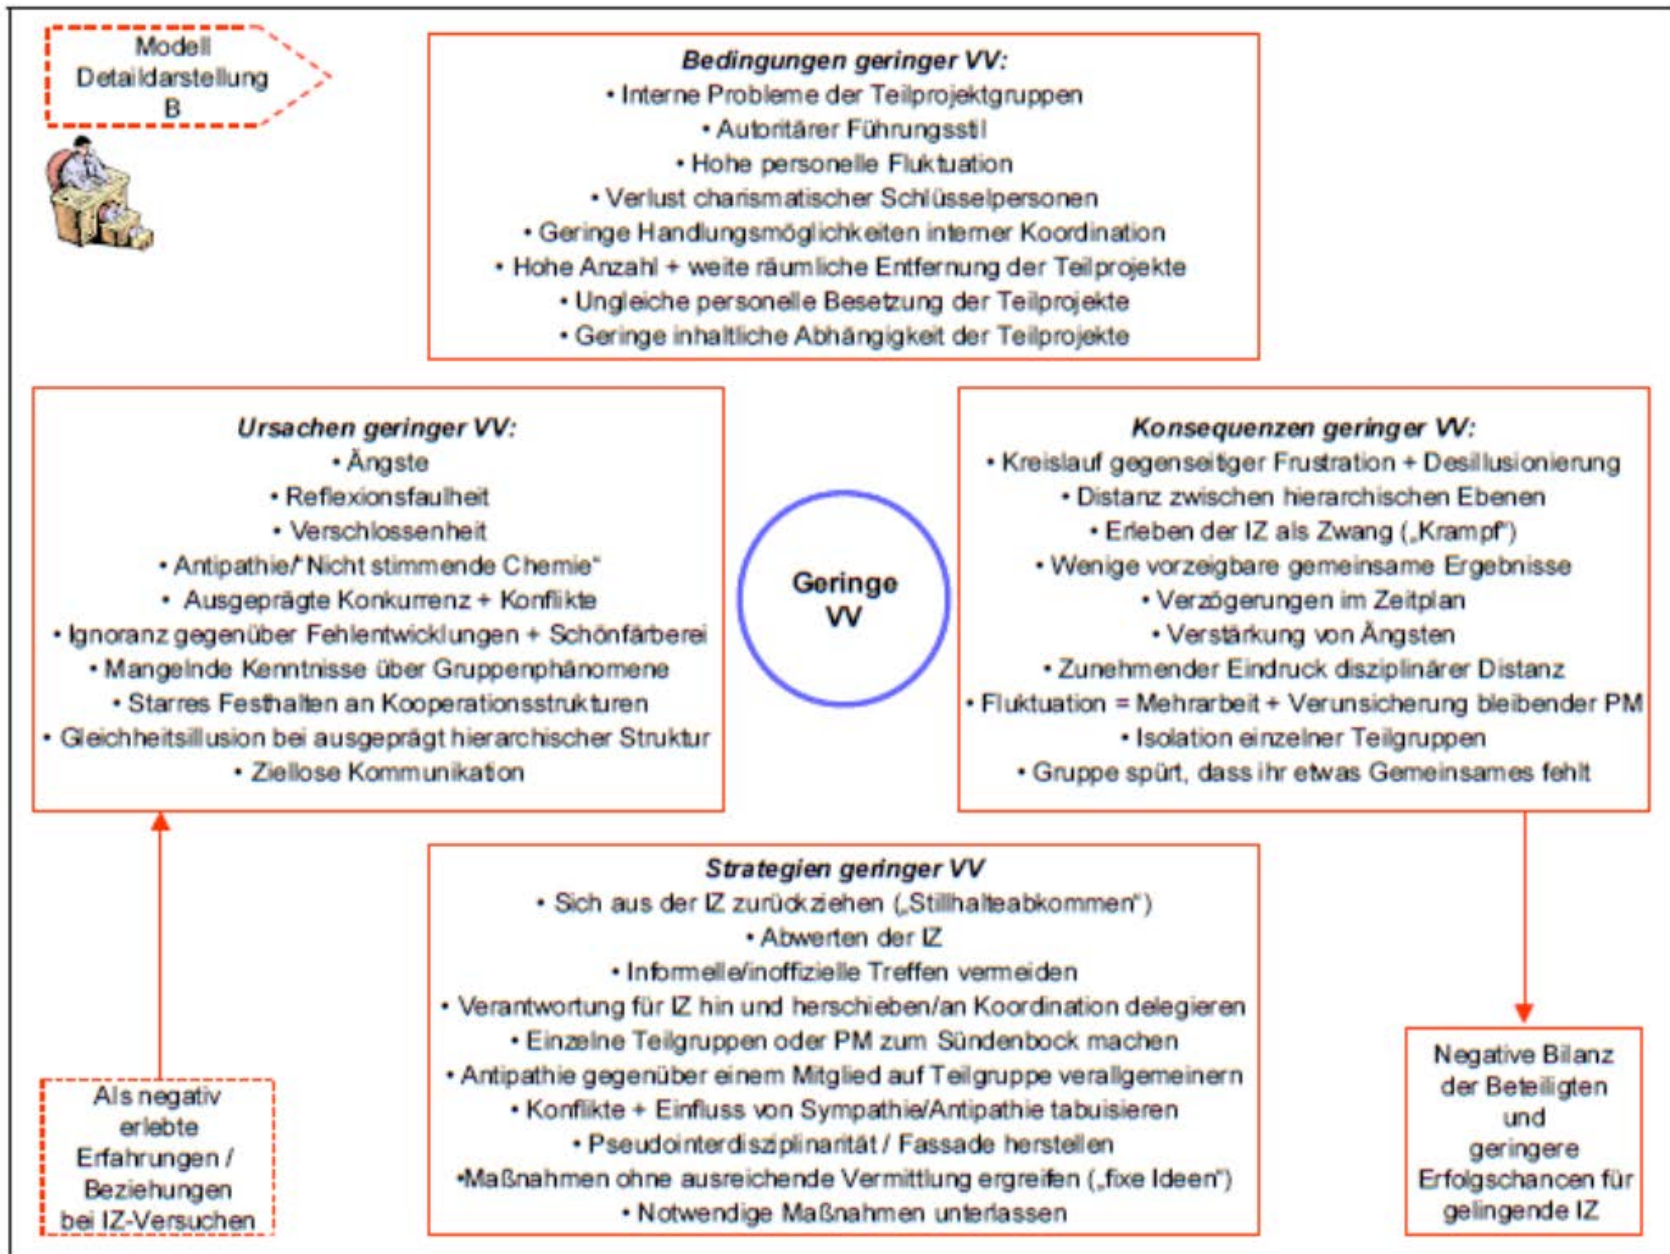 Modell
Detaildarstellung
B
Bedingungen geringer VV:
• Interne Probleme der Teilprojektgruppen
• Autoritärer Führungsstil
• Hohe personelle Fluktuation
• Verlust charismatischer Schlüsselpersonen
• Geringe Handlungsmöglichkeiten interner Koordination
• Hohe Anzahl + weite räumliche Entfernung der Teilprojekte
• Ungleiche personelle Besetzung der Teilprojekte
• Geringe inhaltliche Abhängigkeit der Teilprojekte
Ursachen geringer VV:
• Ängste
• Reflexionsfaulheit
• Verschlossenheit
• Antipathie/“Nicht stimmende Chemie“
• Ausgeprägte Konkurrenz + Konflikte
• Ignoranz gegenüber Fehlentwicklungen + Schönfärberei
• Mangelnde Kenntnisse über Gruppenphänomene
• Starres Festhalten an Kooperationsstrukturen
• Gleichheitsillusion bei ausgeprägt hierarchischer Struktur
• Ziellose Kommunikation
Geringe
VV
Konsequenzen geringer VV:
• Kreislauf gegenseitiger Frustration + Desillusionierung
• Distanz zwischen hierarchischen Ebenen
• Erleben der IZ als Zwang („Krampf“)
• Wenige vorzeigbare gemeinsame Ergebnisse
• Verzögerungen im Zeitplan
• Verstärkung von Ängsten
• Zunehmender Eindruck disziplinärer Distanz
• Fluktuation = Mehrarbeit + Verunsicherung bleibender PM
• Isolation einzelner Teilgruppen
• Gruppe spürt, dass ihr etwas Gemeinsames fehlt
Strategien geringer VV
• Sich aus der IZ zurückziehen („Stillhalteabkommen“)
• Abwerten der IZ
• Informelle/inoffizielle Treffen vermeiden
• Verantwortung für IZ hin und herschieben/an Koordination delegieren
• Einzelne Teilgruppen oder PM zum Sündenbock machen
• Antipathie gegenüber einem Mitglied auf Teilgruppe verallgemeinern
• Konflikte + Einfluss von Sympathie/Antipathie tabuisieren
• Pseudointerdisziplinarität / Fassade herstellen
•Maßnahmen ohne ausreichende Vermittlung ergreifen („fixe Ideen“)
• Notwendige Maßnahmen unterlassen
Als negativ
erlebte
Erfahrungen /
Beziehungen
bei IZ-Versuchen
Negative Bilanz
der Beteiligten
und
geringere
Erfolgschancen für
gelingende IZ